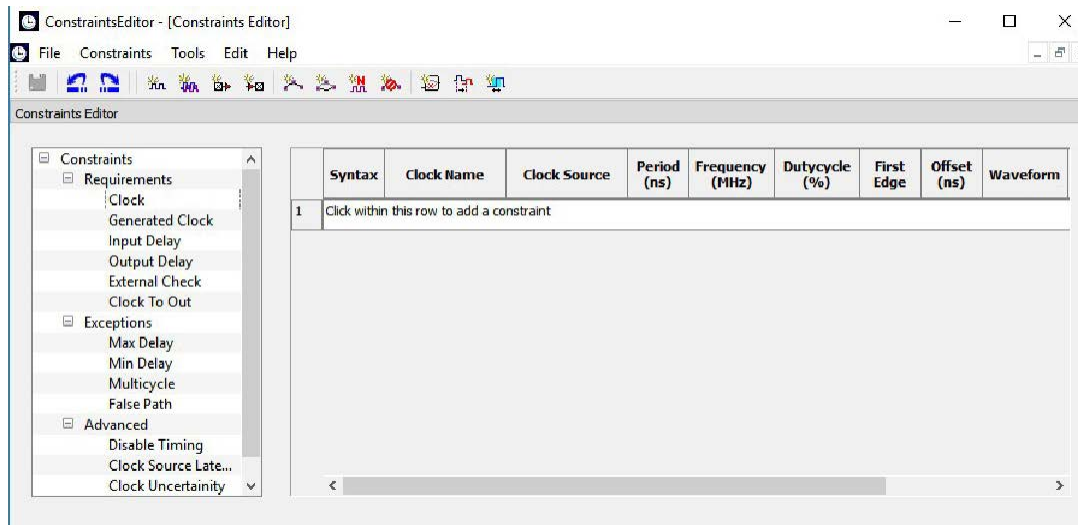 ConstraintsEditor - [Constraints Editor]
File Constraints Tools Edit Help
Constraints Editor
Constraints
Requirements
Clock
Generated Clock
Input Delay
Output Delay
External Check
Clock To Out
Exceptions
Max Delay
Min Delay
Multicycle
False Path
Advanced
Disable Timing
Clock Source Late...
Clock Uncertainity
Syntax Clock Name Clock Source Period (ns) Frequency (MHz) Dutycycle (%) First Edge Offset (ns) Waveform
1 Click within this row to add a constraint